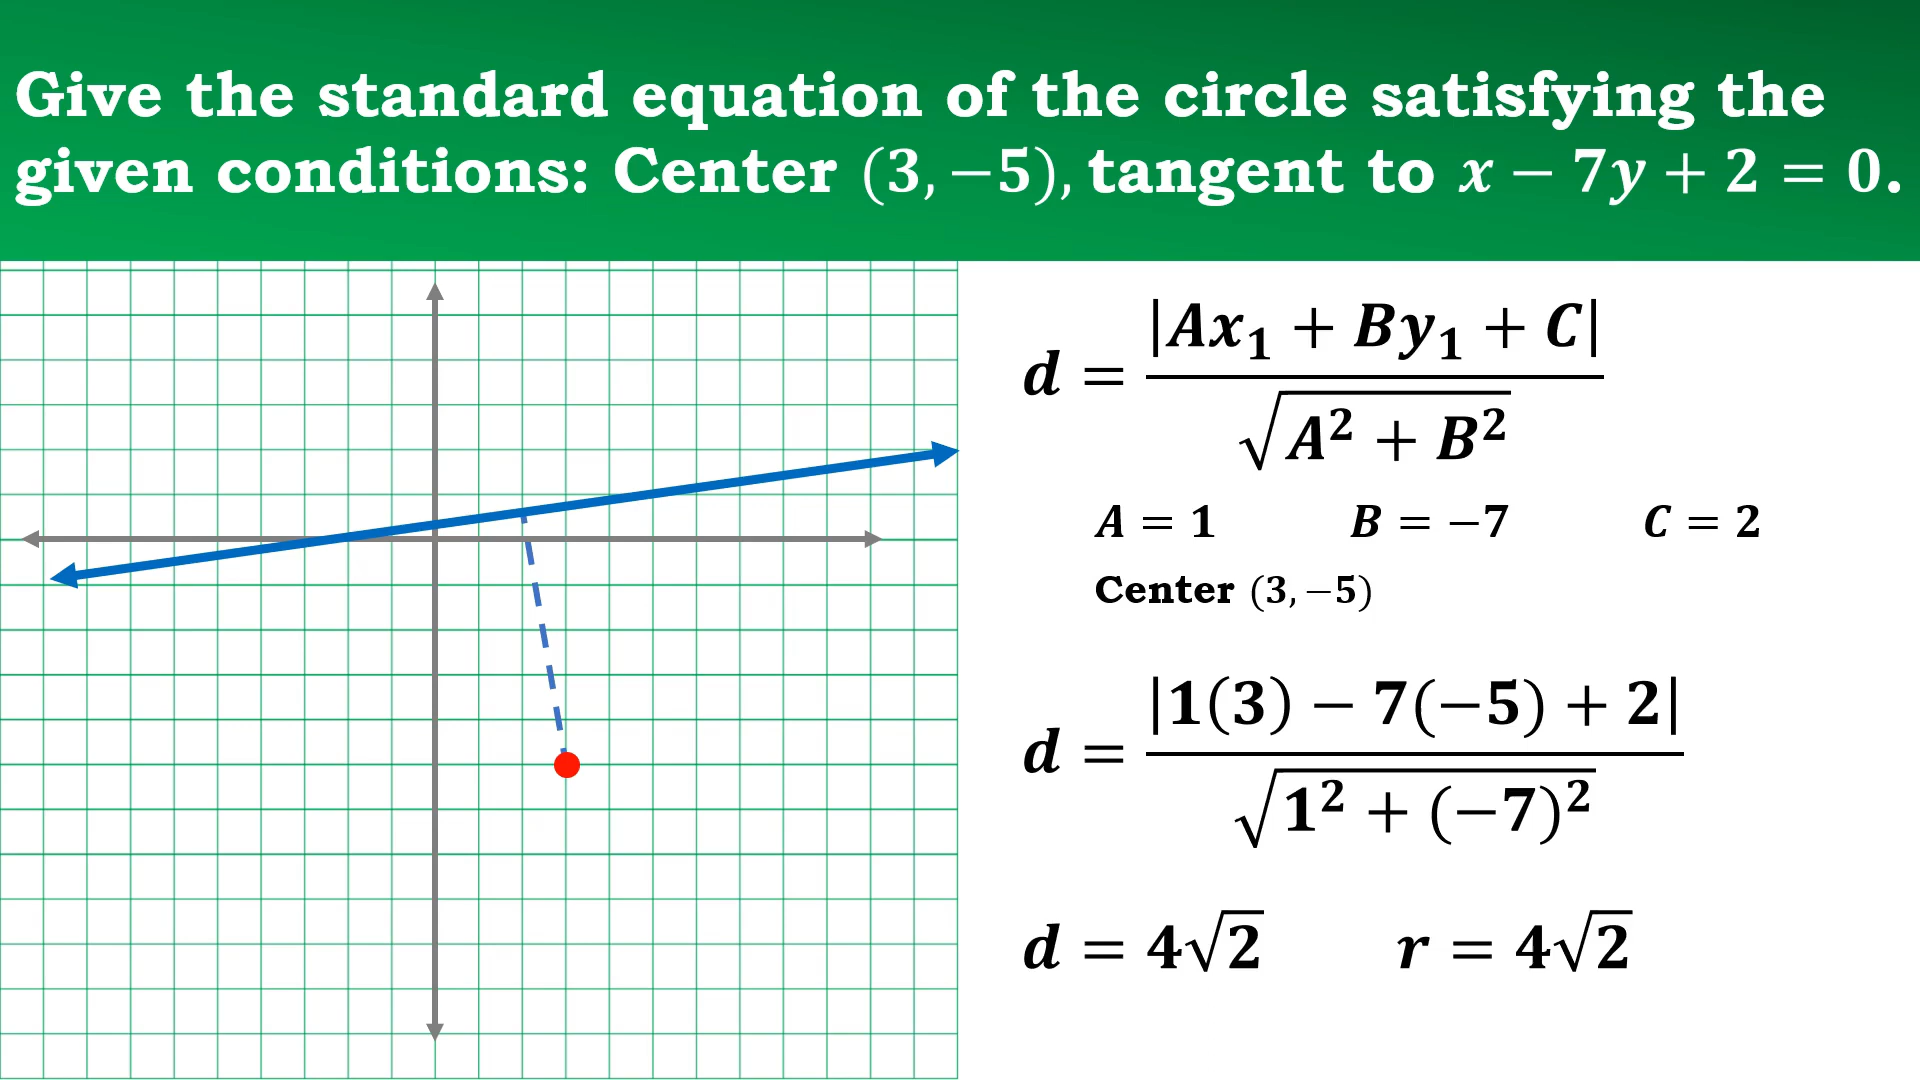 Give the standard equation of the circle satisfying the
given conditions: Center (3, −5), tangent to x − 7y + 2 = 0.
d = |Ax₁ + By₁ + C| / √(A² + B²)
A = 1 B = −7 C = 2
Center (3, −5)
d = |1(3) − 7(−5) + 2| / √(1² + (−7)²)
d = 4√2 r = 4√2